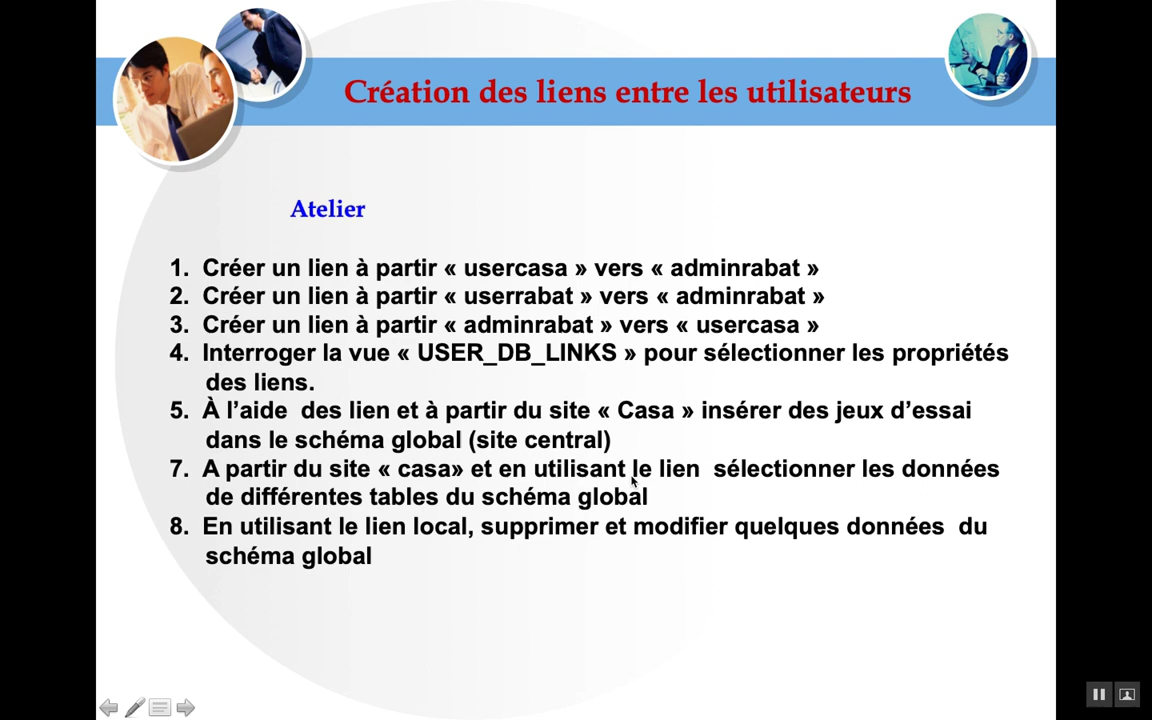 Création des liens entre les utilisateurs
Atelier
1. Créer un lien à partir « usercasa » vers « adminrabat »
2. Créer un lien à partir « userrabat » vers « adminrabat »
3. Créer un lien à partir « adminrabat » vers « usercasa »
4. Interroger la vue « USER_DB_LINKS » pour sélectionner les propriétés
des liens.
5. À l’aide des lien et à partir du site « Casa » insérer des jeux d’essai
dans le schéma global (site central)
7. A partir du site « casa» et en utilisant le lien sélectionner les données
de différentes tables du schéma global
8. En utilisant le lien local, supprimer et modifier quelques données du
schéma global